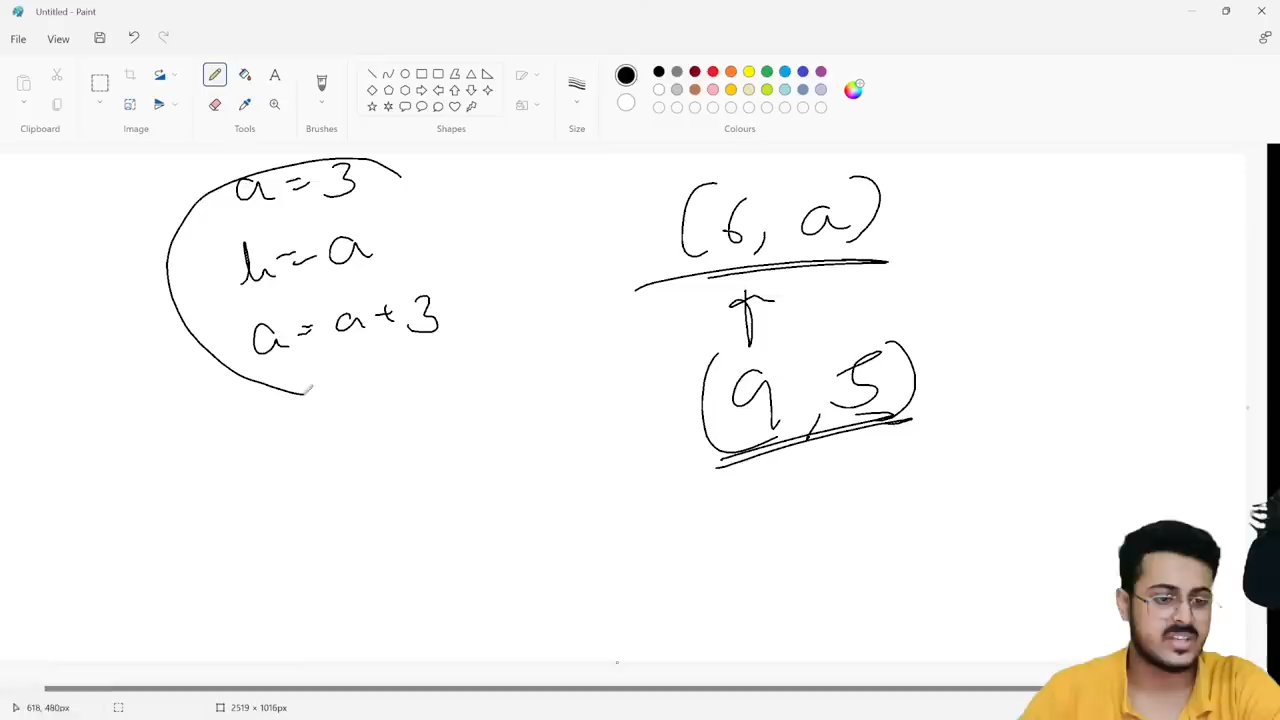 Untitled - Paint
File View
Clipboard
Image
Tools
Brushes
Shapes
Size
Colours
a = 3
b = a
a = a + 3
(6, a)
(9, 5)
618, 480px
2519 × 1016px